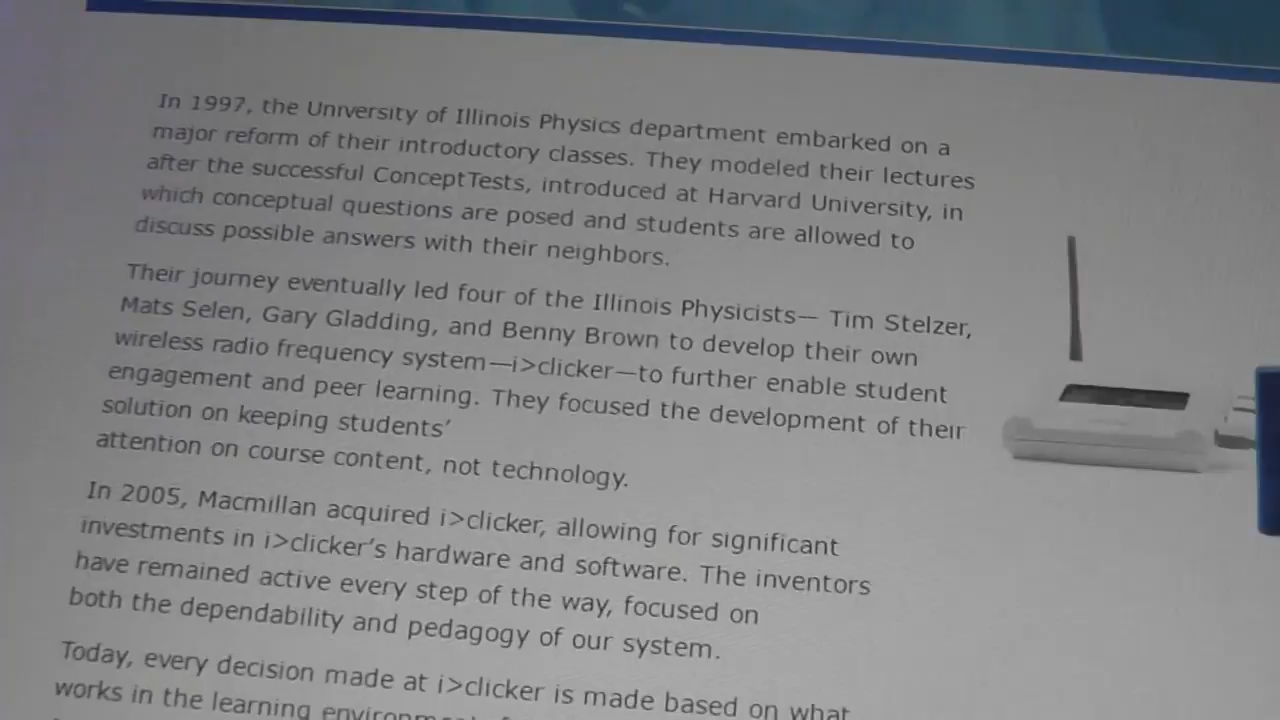 In 1997, the University of Illinois Physics department embarked on a
major reform of their introductory classes. They modeled their lectures
after the successful ConceptTests, introduced at Harvard University, in
which conceptual questions are posed and students are allowed to
discuss possible answers with their neighbors.
Their journey eventually led four of the Illinois Physicists— Tim Stelzer,
Mats Selen, Gary Gladding, and Benny Brown to develop their own
wireless radio frequency system—i>clicker—to further enable student
engagement and peer learning. They focused the development of their
solution on keeping students'
attention on course content, not technology.
In 2005, Macmillan acquired i>clicker, allowing for significant
investments in i>clicker's hardware and software. The inventors
have remained active every step of the way, focused on
both the dependability and pedagogy of our system.
Today, every decision made at i>clicker is made based on what
works in the learning